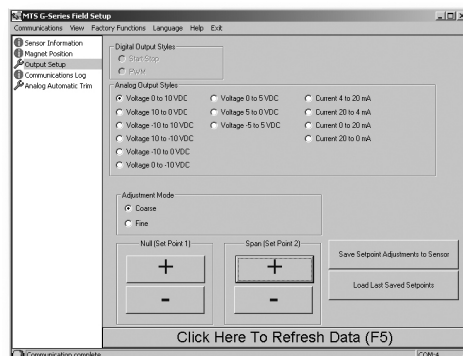 MTS G-Series Field Setup
Communications View Factory Functions Language Help Exit
Sensor Information
Magnet Position
Output Setup
Communications Log
Analog Automatic Trim
Digital Output Styles
Start Stop
PWM
Analog Output Styles
Voltage 0 to 10 VDC
Voltage 0 to 5 VDC
Current 4 to 20 mA
Voltage 10 to 0 VDC
Voltage 5 to 0 VDC
Current 20 to 4 mA
Voltage -10 to 10 VDC
Voltage -5 to 5 VDC
Current 0 to 20 mA
Voltage 10 to -10 VDC
Current 20 to 0 mA
Voltage -10 to 0 VDC
Voltage 0 to -10 VDC
Adjustment Mode
Coarse
Fine
Null (Set Point 1)
Span (Set Point 2)
+
+
-
-
Save Setpoint Adjustments to Sensor
Load Last Saved Setpoints
Click Here To Refresh Data (F5)
Communication complete
COM-4